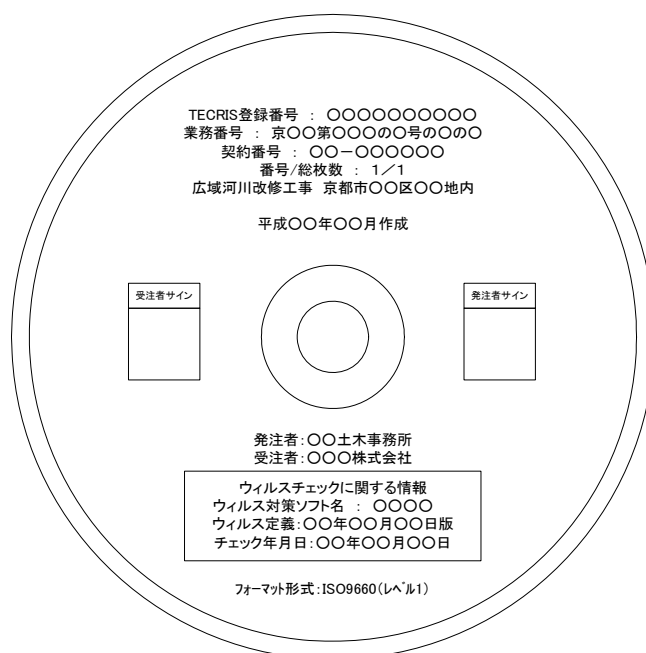 TECRIS登録番号 ： ○○○○○○○○○○
業務番号 ： 京○○第○○○の○号の○の○
契約番号 ： ○○－○○○○○○
番号/総枚数 ： 1／1
広域河川改修工事 京都市○○区○○地内
平成○○年○○月作成
受注者サイン
発注者サイン
発注者：○○土木事務所
受注者：○○○株式会社
ウィルスチェックに関する情報
ウィルス対策ソフト名 ： ○○○○
ウィルス定義：○○年○○月○○日版
チェック年月日：○○年○○月○○日
フォーマット形式：ISO9660(ﾚﾍﾞﾙ1)